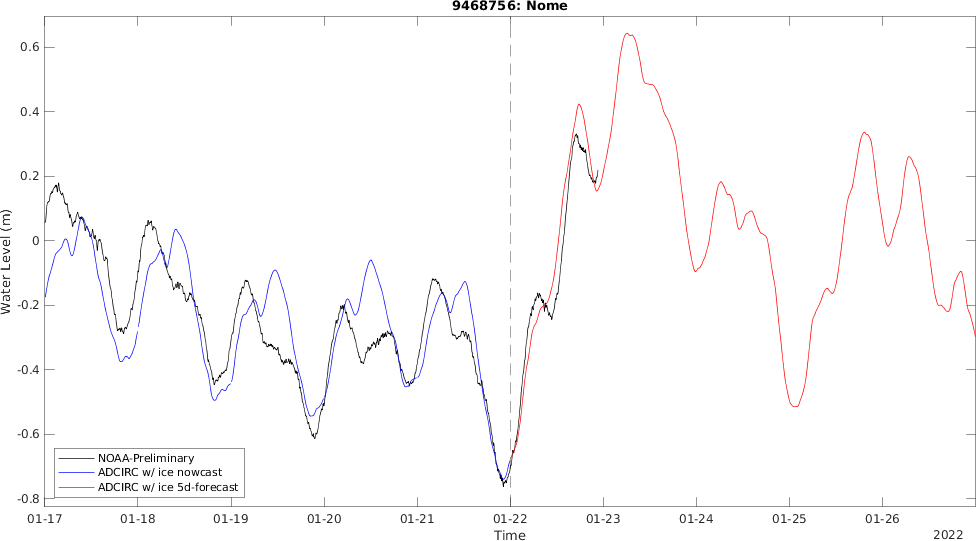 9468756: Nome
Water Level (m)
0.6
0.4
0.2
0
-0.2
-0.4
-0.6
-0.8
NOAA-Preliminary
ADCIRC w/ ice nowcast
ADCIRC w/ ice 5d-forecast
01-17 01-18 01-19 01-20 01-21 01-22 01-23 01-24 01-25 01-26
Time
2022